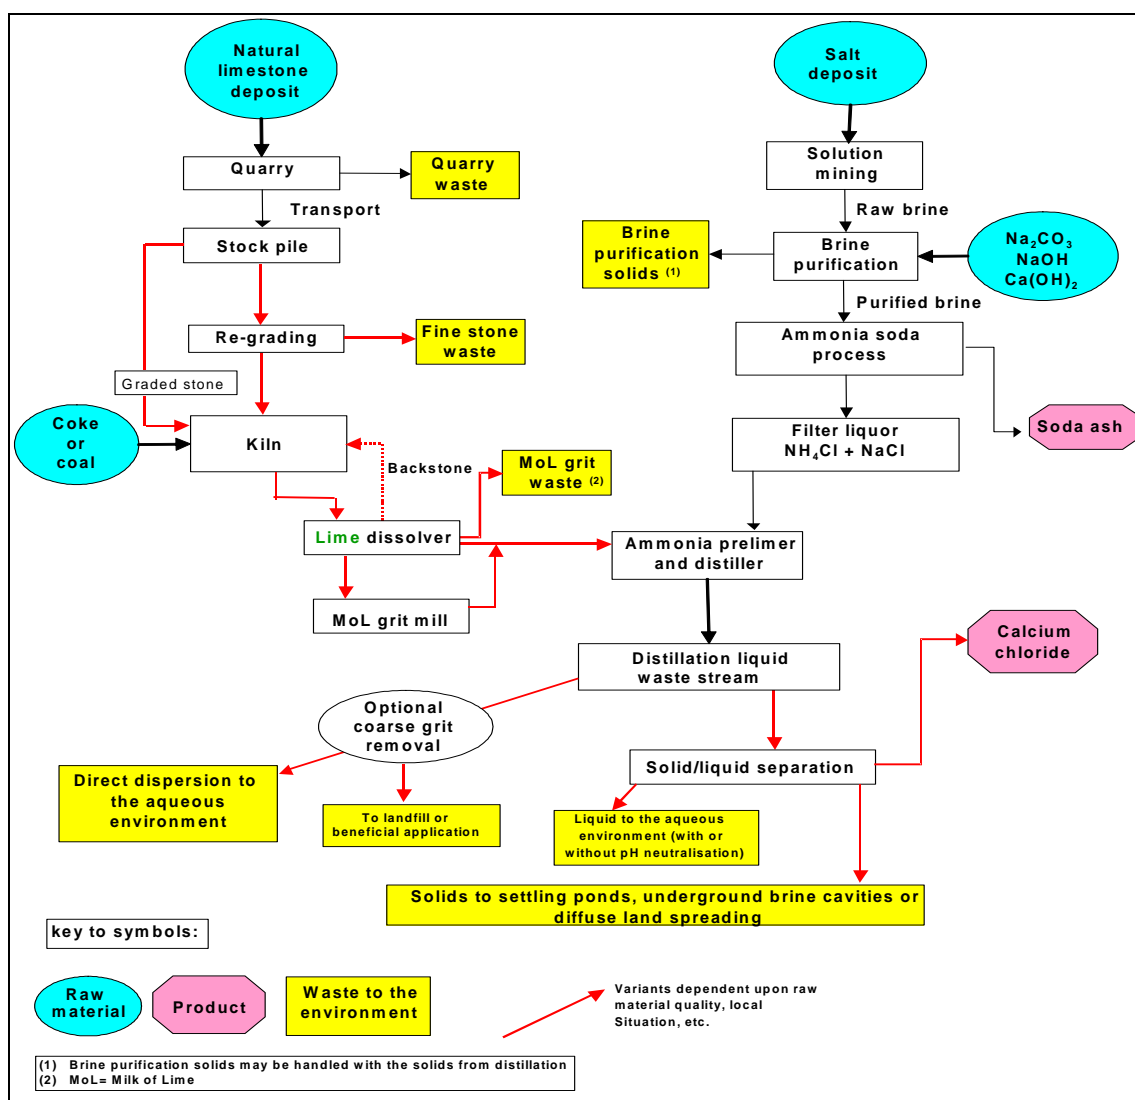 Natural
limestone
deposit
Salt
deposit
Quarry
Quarry
waste
Solution
mining
Transport
Raw brine
Stock pile
Brine
purification
solids (1)
Brine
purification
Na₂CO₃
NaOH
Ca(OH)₂
Purified brine
Re-grading
Fine stone
waste
Ammonia soda
process
Graded stone
Coke
or
coal
Kiln
Backstone
MoL grit
waste (2)
Filter liquor
NH₄Cl + NaCl
Soda ash
Lime dissolver
Ammonia prelimer
and distiller
MoL grit mill
Calcium
chloride
Distillation liquid
waste stream
Optional
coarse grit
removal
Solid/liquid separation
Direct dispersion to
the aqueous
environment
To landfill or
beneficial application
Liquid to the aqueous
environment (with or
without pH neutralisation)
Solids to settling ponds, underground brine cavities or
diffuse land spreading
key to symbols:
Raw
material
Product
Waste to the
environment
Variants dependent upon raw
material quality, local
Situation, etc.
(1) Brine purification solids may be handled with the solids from distillation
(2) MoL= Milk of Lime